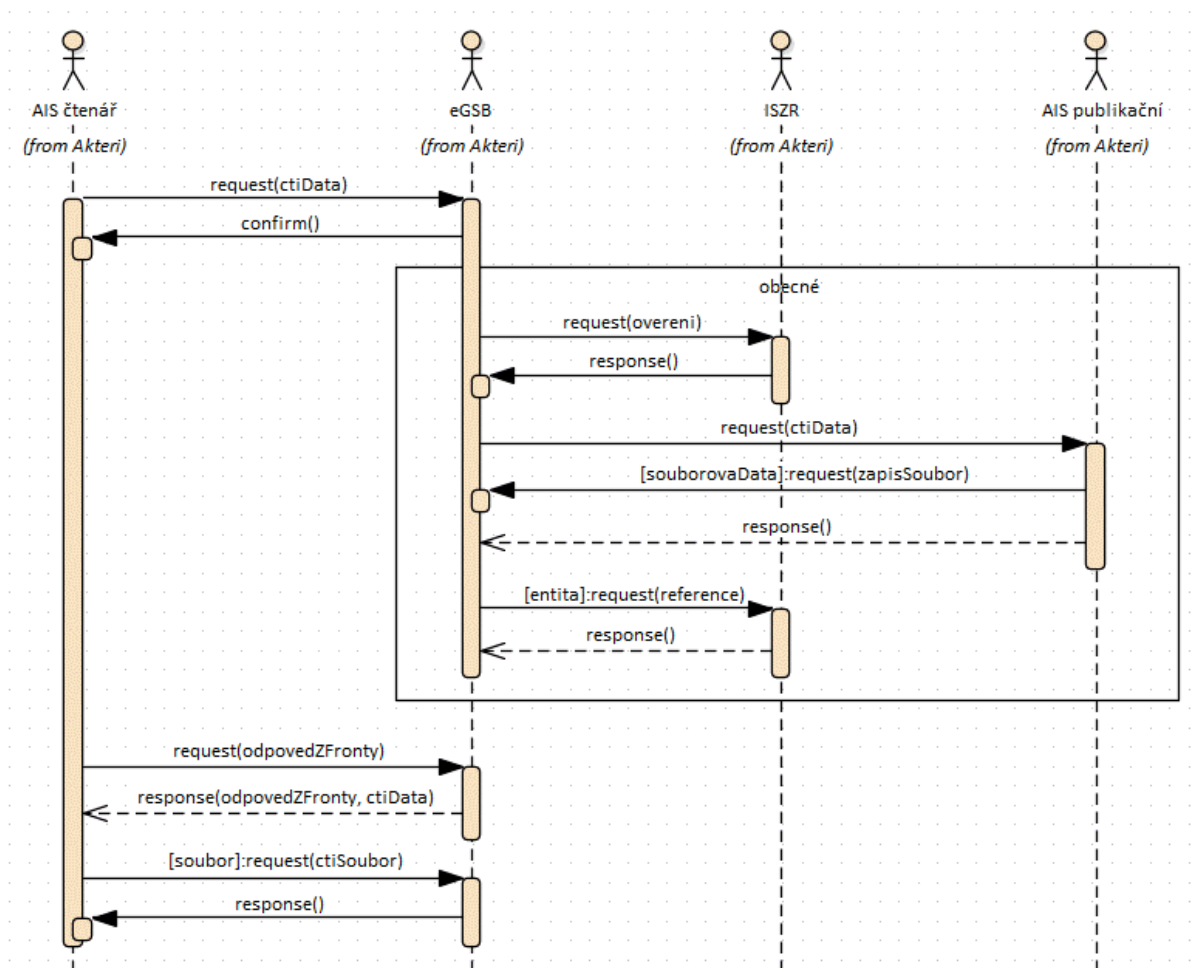 AIS čtenář
eGSB
ISZR
AIS publikační
(from Akteri)
(from Akteri)
(from Akteri)
(from Akteri)
request(ctiData)
confirm()
obecné
request(overeni)
response()
request(ctiData)
[souborovaData]:request(zapisSoubor)
response()
[entita]:request(reference)
response()
request(odpovedZFronty)
response(odpovedZFronty, ctiData)
[soubor]:request(ctiSoubor)
response()